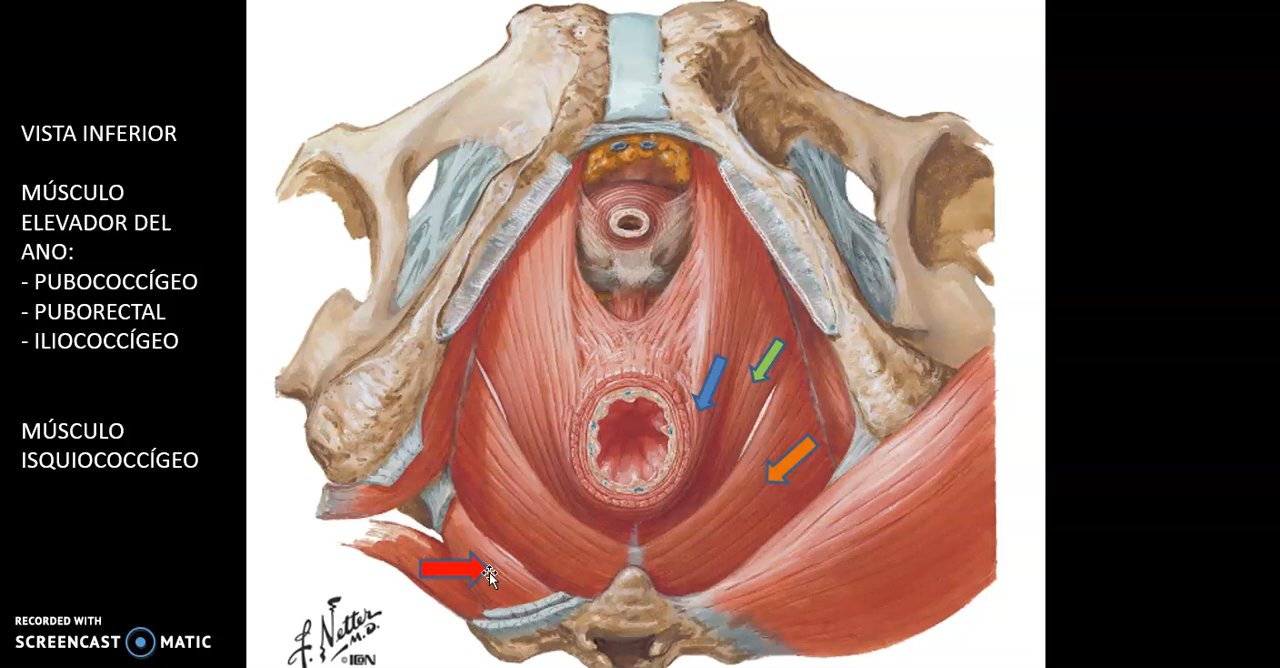 VISTA INFERIOR
MÚSCULO
ELEVADOR DEL
ANO:
- PUBOCOCCÍGEO
- PUBORECTAL
- ILIOCOCCÍGEO
MÚSCULO
ISQUIOCOCCÍGEO
RECORDED WITH
SCREENCAST MATIC
F. Netter
M.D.
© ICON